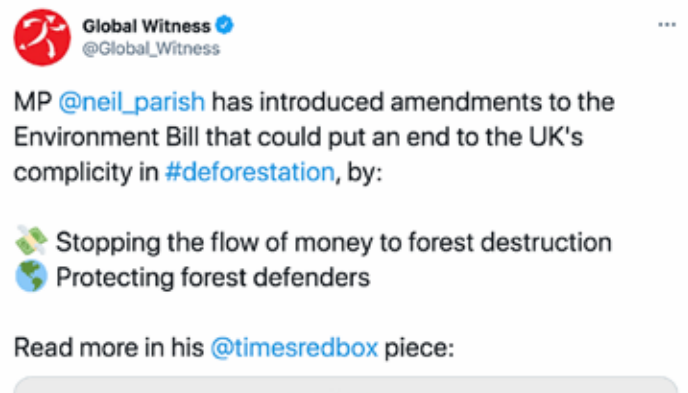 Global Witness
@Global_Witness
MP @neil_parish has introduced amendments to the
Environment Bill that could put an end to the UK's
complicity in #deforestation, by:
💸 Stopping the flow of money to forest destruction
🌎 Protecting forest defenders
Read more in his @timesredbox piece: